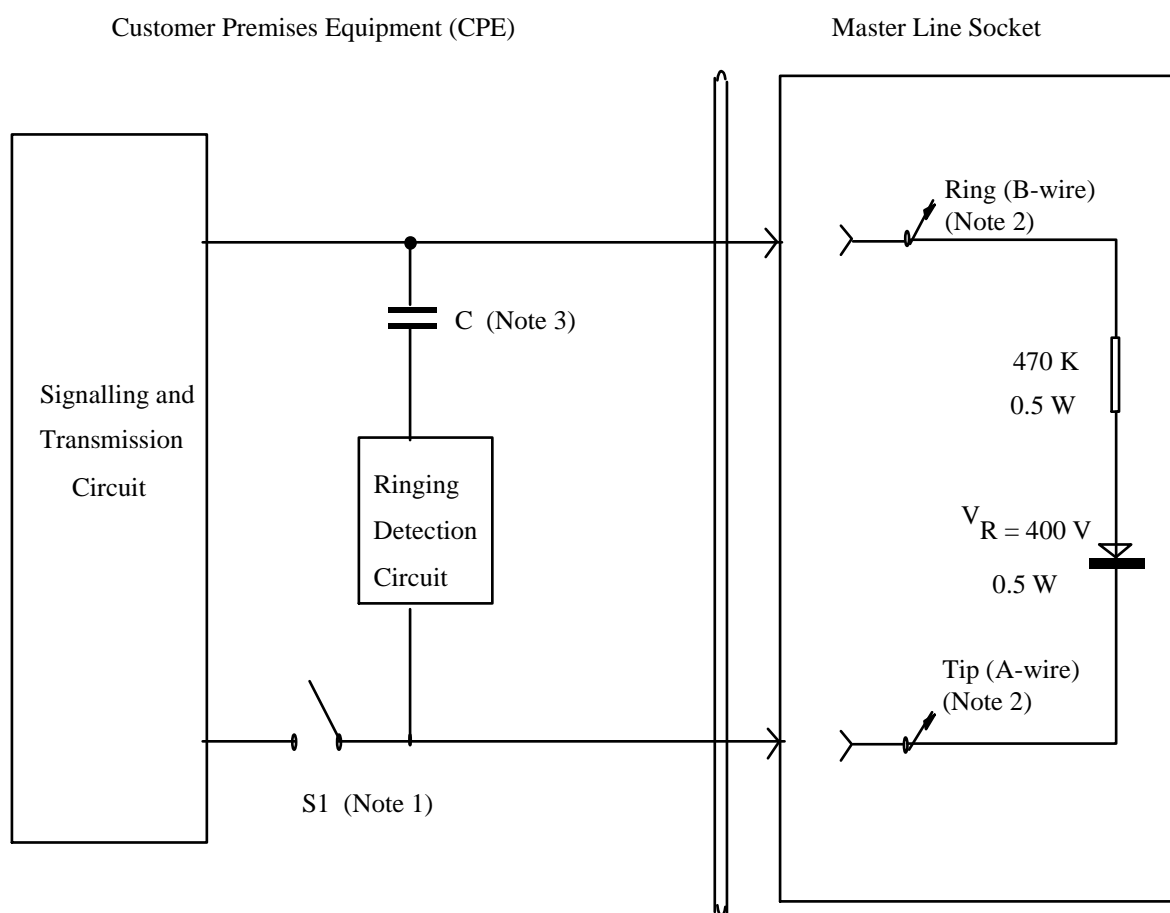 Customer Premises Equipment (CPE)
Master Line Socket
Ring (B-wire)
(Note 2)
C (Note 3)
470 K
0.5 W
Signalling and
Transmission
Circuit
Ringing
Detection
Circuit
V
R = 400 V
0.5 W
Tip (A-wire)
(Note 2)
S1 (Note 1)